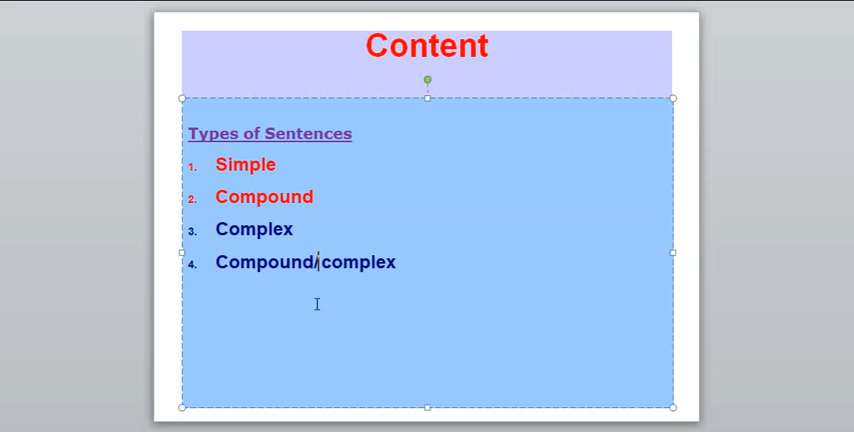 Content
Types of Sentences
1. Simple
2. Compound
3. Complex
4. Compound/complex